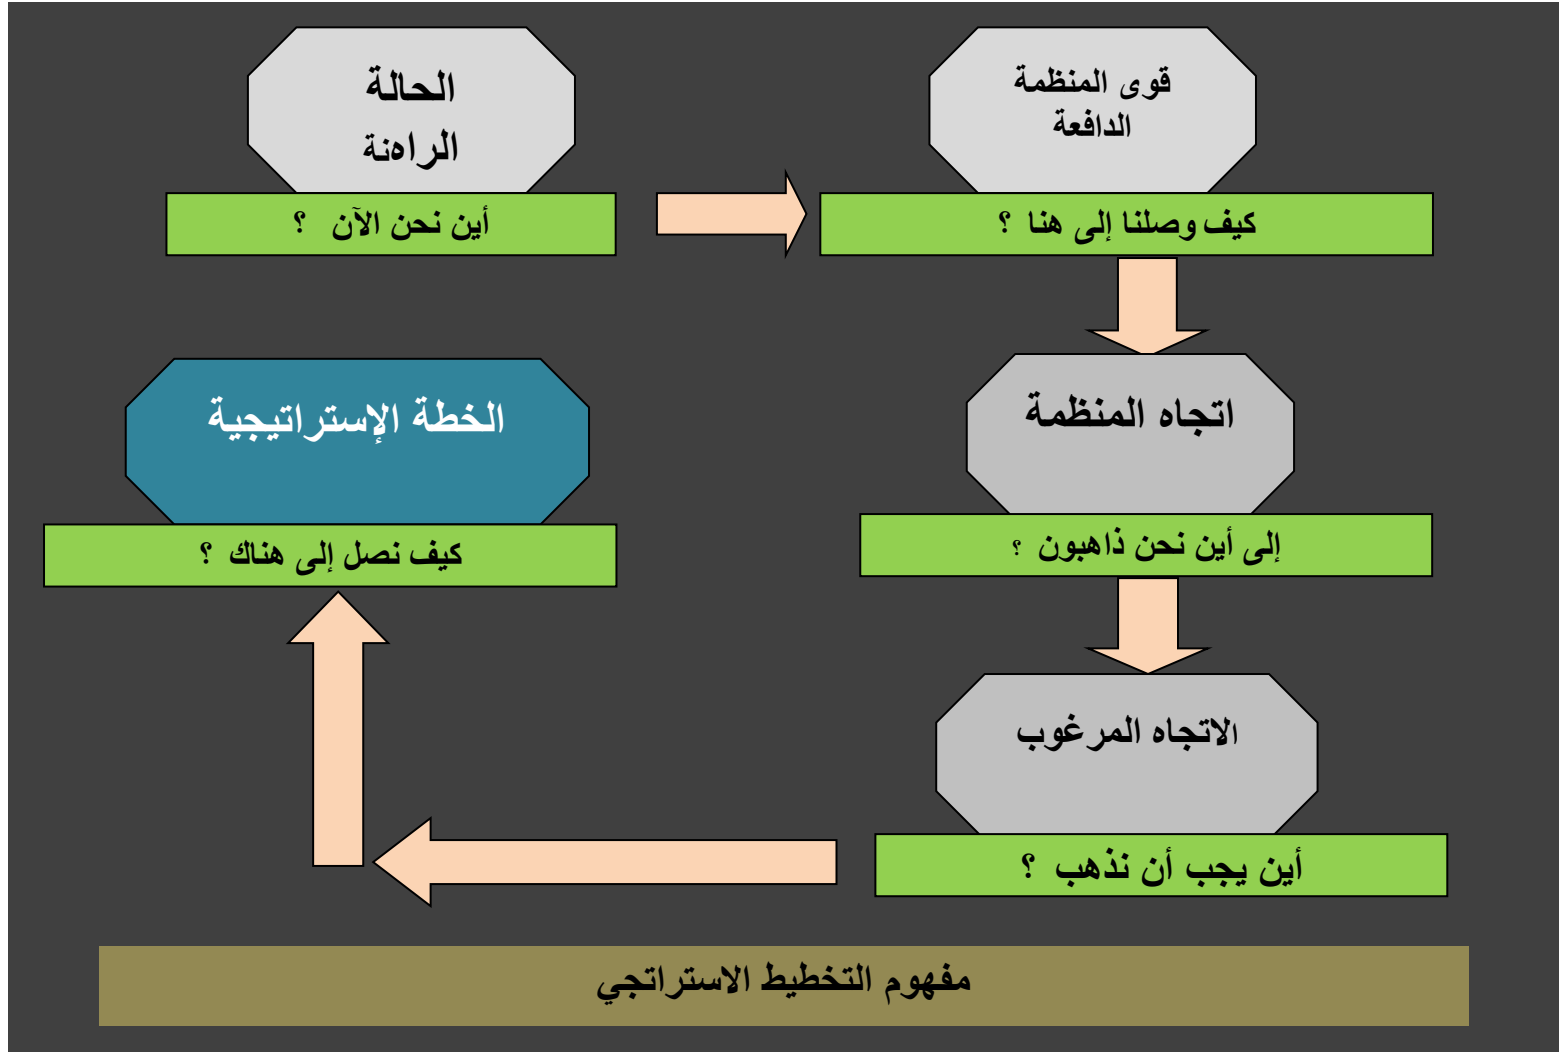 الحالة
الراهنة
أين نحن الآن ؟
قوى المنظمة
الدافعة
كيف وصلنا إلى هنا ؟
اتجاه المنظمة
إلى أين نحن ذاهبون ؟
الاتجاه المرغوب
أين يجب أن نذهب ؟
الخطة الإستراتيجية
كيف نصل إلى هناك ؟
مفهوم التخطيط الاستراتجي